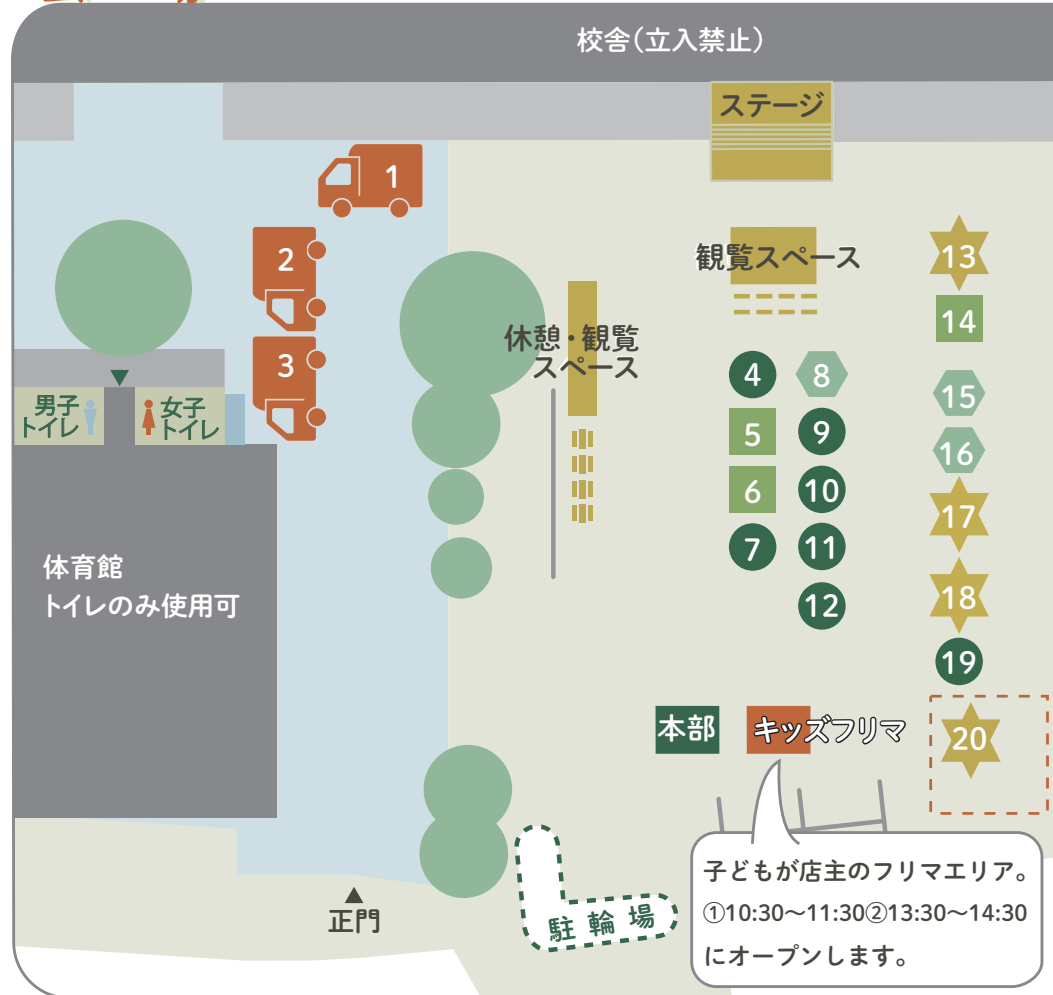 校舎(立入禁止)
ステージ
1
2
3
観覧スペース
休憩・観覧
スペース
男子
トイレ
女子
トイレ
体育館
トイレのみ使用可
4
5
6
7
8
9
10
11
12
13
14
15
16
17
18
19
20
本部
キッズフリマ
子どもが店主のフリマエリア。
①10:30〜11:30②13:30〜14:30
にオープンします。
正門
駐輪場